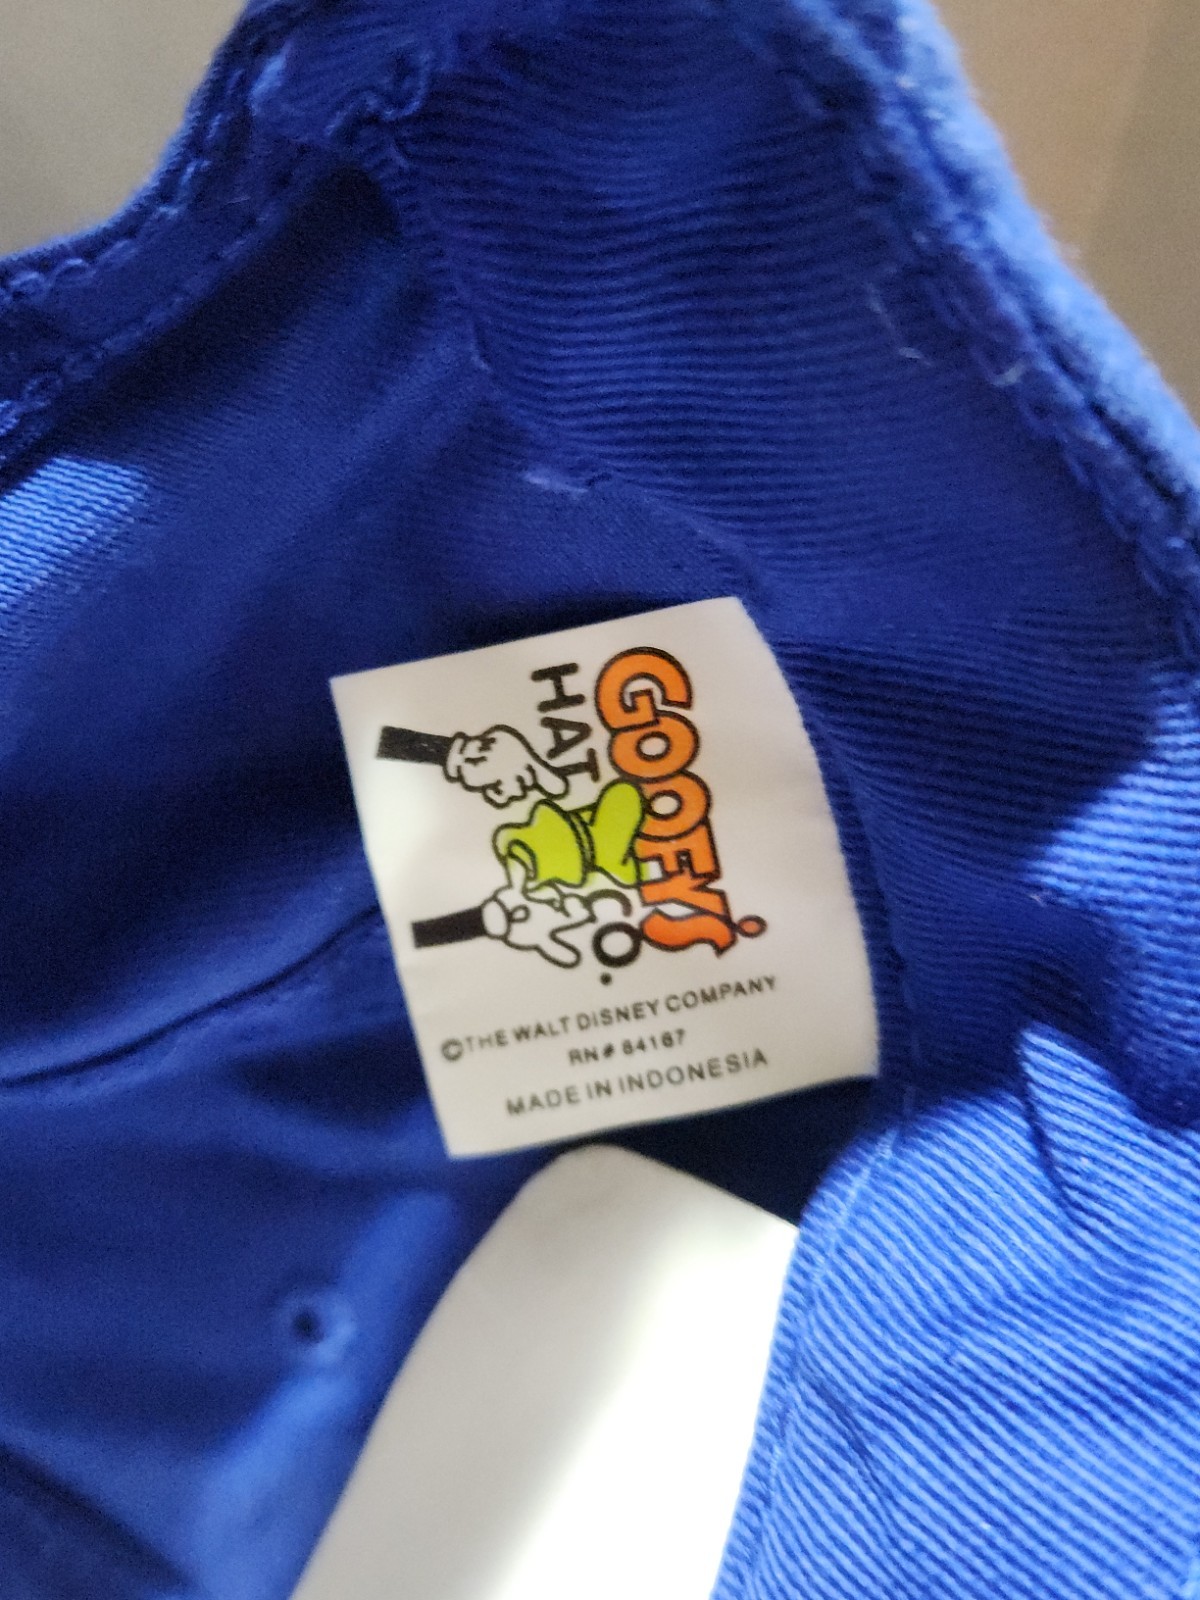 GOOFY'S
HAT CO.
©THE WALT DISNEY COMPANY
RN# 84167
MADE IN INDONESIA